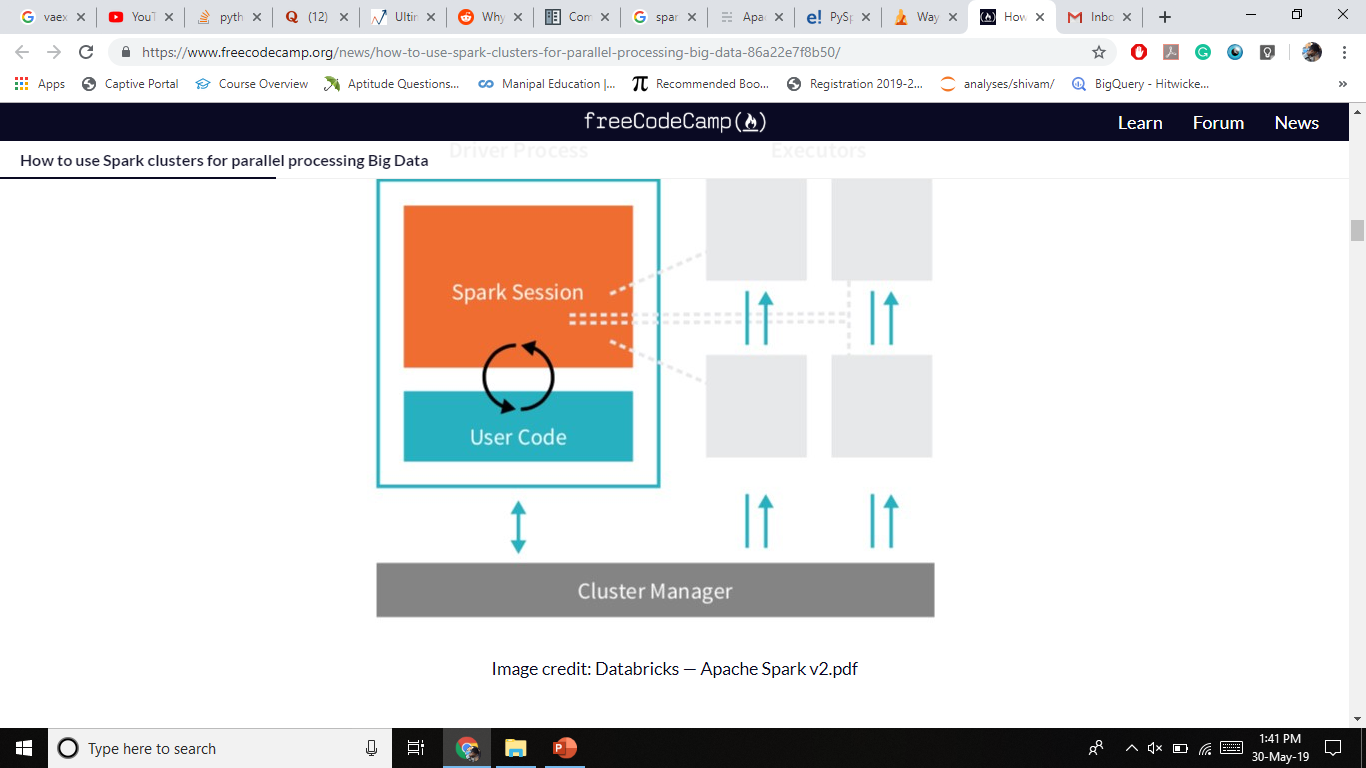 vaex
YouT
pyth
(12)
Ultin
Why
Com
spar
Apa
PySp
Way
How
Inbc
https://www.freecodecamp.org/news/how-to-use-spark-clusters-for-parallel-processing-big-data-86a22e7f8b50/
Apps Captive Portal Course Overview Aptitude Questions... Manipal Education |... Recommended Boo... Registration 2019-2... analyses/shivam/ BigQuery - Hitwicke... »
freeCodeCamp
Learn Forum News
Driver Process Executors
How to use Spark clusters for parallel processing Big Data
Spark Session
User Code
Cluster Manager
Image credit: Databricks — Apache Spark v2.pdf
Type here to search
1:41 PM
30-May-19